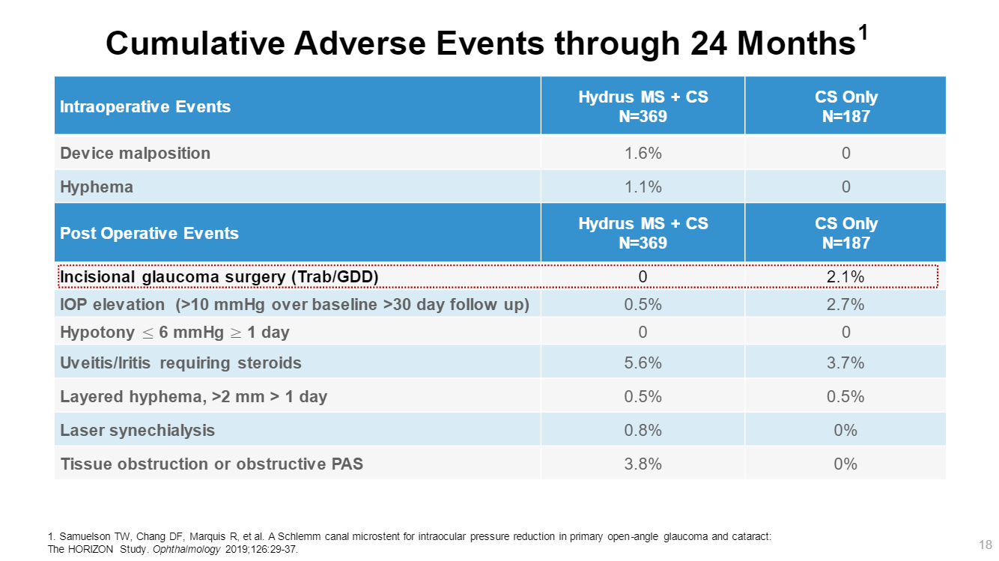 Cumulative Adverse Events through 24 Months1
Intraoperative Events
Hydrus MS + CS
N=369
CS Only
N=187
Device malposition 1.6% 0
Hyphema 1.1% 0
Post Operative Events
Hydrus MS + CS
N=369
CS Only
N=187
Incisional glaucoma surgery (Trab/GDD) 0 2.1%
IOP elevation (>10 mmHg over baseline >30 day follow up) 0.5% 2.7%
Hypotony ≤ 6 mmHg ≥ 1 day 0 0
Uveitis/Iritis requiring steroids 5.6% 3.7%
Layered hyphema, >2 mm > 1 day 0.5% 0.5%
Laser synechialysis 0.8% 0%
Tissue obstruction or obstructive PAS 3.8% 0%
1. Samuelson TW, Chang DF, Marquis R, et al. A Schlemm canal microstent for intraocular pressure reduction in primary open-angle glaucoma and cataract:
The HORIZON Study. Ophthalmology 2019;126:29-37.
18